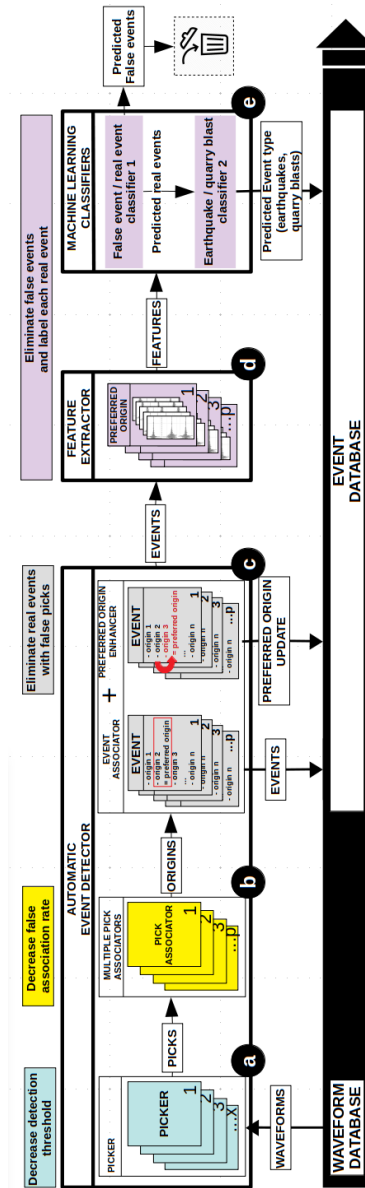 Decrease detection
threshold
Decrease false
association rate
Eliminate real events
with false picks
Eliminate false events
and label each real event
AUTOMATIC
EVENT DETECTOR
PICKER
PICKER
1
2
3
...x
a
WAVEFORMS
PICKS
MULTIPLE PICK
ASSOCIATORS
PICK
ASSOCIATOR
1
2
3
...p
b
ORIGINS
EVENT
ASSOCIATOR
EVENT
- origin 1
- origin 2
= preferred origin
- origin 3
...
- origin n
1
- origin n
2
- origin n
3
- origin n
...p
+
PREFERRED ORIGIN
ENHANCER
EVENT
- origin 1
- origin 2
- origin 3
= preferred origin
...
- origin n
1
- origin n
2
- origin n
3
- origin n
...p
c
EVENTS
PREFERRED ORIGIN
UPDATE
EVENTS
FEATURE
EXTRACTOR
PREFERRED
ORIGIN
1
2
3
...p
d
FEATURES
MACHINE LEARNING
CLASSIFIERS
False event / real event
classifier 1
Predicted real events
Earthquake / quarry blast
classifier 2
e
Predicted
False events
Predicted Event type
(earthquakes,
quarry blasts)
WAVEFORM
DATABASE
EVENT
DATABASE